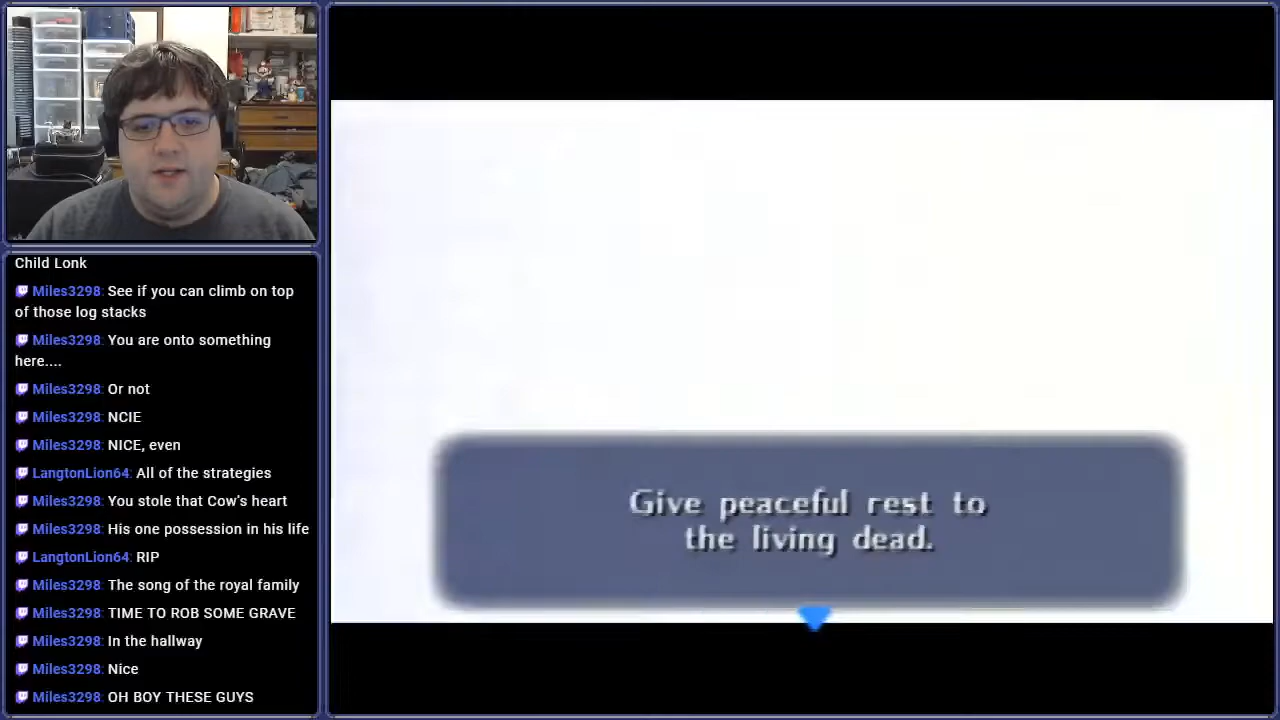 Child Lonk
Miles3298: See if you can climb on top
of those log stacks
Miles3298: You are onto something
here....
Miles3298: Or not
Miles3298: NCIE
Miles3298: NICE, even
LangtonLion64: All of the strategies
Miles3298: You stole that Cow's heart
Miles3298: His one possession in his life
LangtonLion64: RIP
Miles3298: The song of the royal family
Miles3298: TIME TO ROB SOME GRAVE
Miles3298: In the hallway
Miles3298: Nice
Miles3298: OH BOY THESE GUYS
Give peaceful rest to
the living dead.